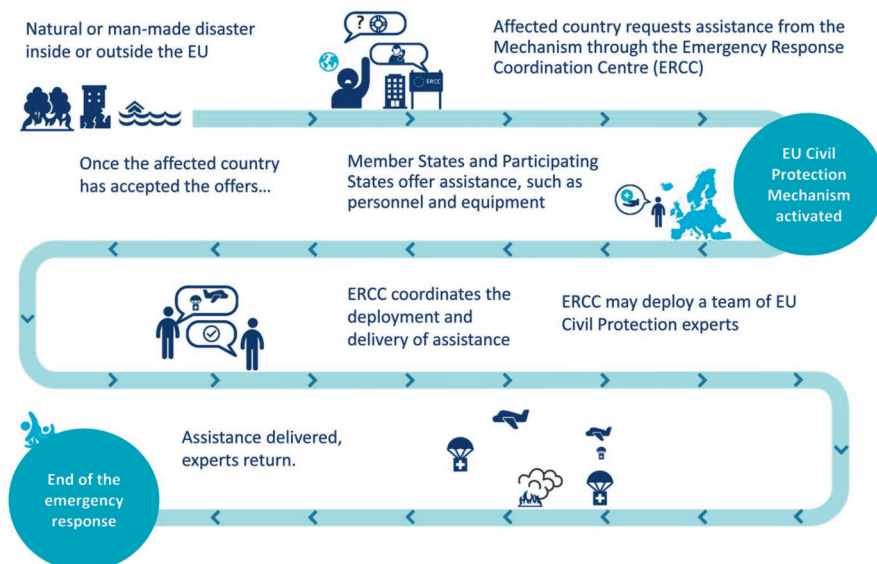 Natural or man-made disaster
inside or outside the EU
?
ERCC
Affected country requests assistance from the
Mechanism through the Emergency Response
Coordination Centre (ERCC)
EU Civil
Protection
Mechanism
activated
Member States and Participating
States offer assistance, such as
personnel and equipment
Once the affected country
has accepted the offers...
ERCC coordinates the
deployment and
delivery of assistance
ERCC may deploy a team of EU
Civil Protection experts
Assistance delivered,
experts return.
End of the
emergency
response